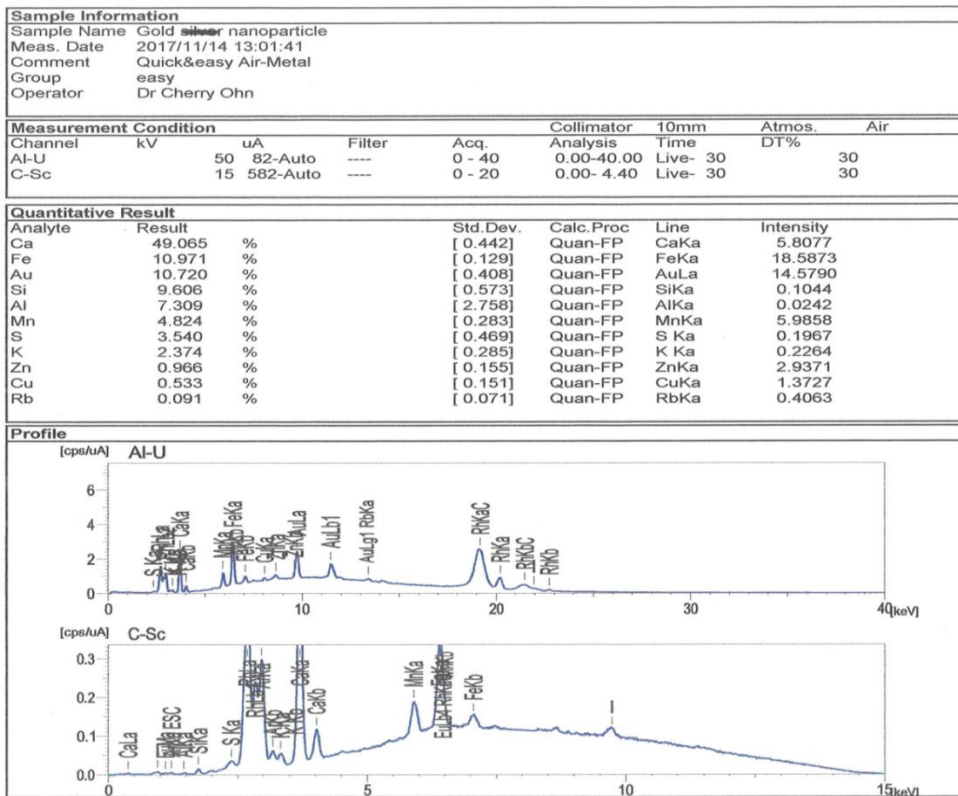 Sample Information
Sample Name Gold silver nanoparticle
Meas. Date 2017/11/14 13:01:41
Comment Quick&easy Air-Metal
Group easy
Operator Dr Cherry Ohn
Measurement Condition Collimator 10mm Atmos. Air
Channel kV uA Filter Acq. Analysis Time DT%
Al-U 50 82-Auto ---- 0 - 40 0.00-40.00 Live- 30 30
C-Sc 15 582-Auto ---- 0 - 20 0.00- 4.40 Live- 30 30
Quantitative Result
Analyte Result Std.Dev. Calc.Proc Line Intensity
Ca 49.065 % [ 0.442] Quan-FP CaKa 5.8077
Fe 10.971 % [ 0.129] Quan-FP FeKa 18.5873
Au 10.720 % [ 0.408] Quan-FP AuLa 14.5790
Si 9.606 % [ 0.573] Quan-FP SiKa 0.1044
Al 7.309 % [ 2.758] Quan-FP AlKa 0.0242
Mn 4.824 % [ 0.283] Quan-FP MnKa 5.9858
S 3.540 % [ 0.469] Quan-FP S Ka 0.1967
K 2.374 % [ 0.285] Quan-FP K Ka 0.2264
Zn 0.966 % [ 0.155] Quan-FP ZnKa 2.9371
Cu 0.533 % [ 0.151] Quan-FP CuKa 1.3727
Rb 0.091 % [ 0.071] Quan-FP RbKa 0.4063
Profile
[cps/uA] Al-U
6
4
2
0
S Ka CaKa CaKb MnKa FeKa FeKb CuKa ZnKa AuLa AuLb1 AuLg1 RbKa RhKaC RhKa RhKbC RhKb
0 10 20 30 40 [keV]
[cps/uA] C-Sc
0.3
0.2
0.1
0.0
CaLa ESC SiKa S Ka RhLa K Kb CaKa CaKb MnKa EuLb4 FeKb
0 5 10 15 [keV]